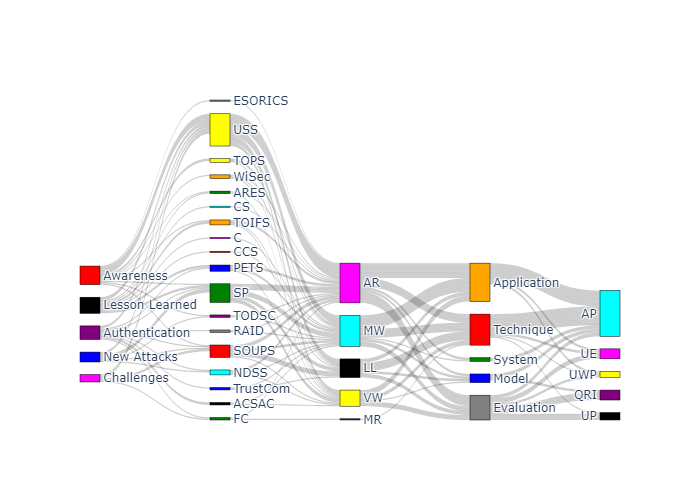 ESORICS
USS
TOPS
WiSec
ARES
CS
TOIFS
C
CCS
PETS
SP
TODSC
RAID
SOUPS
NDSS
TrustCom
ACSAC
FC
Awareness
Lesson Learned
Authentication
New Attacks
Challenges
AR
MW
LL
VW
MR
Application
Technique
System
Model
Evaluation
AP
UE
UWP
QRI
UP